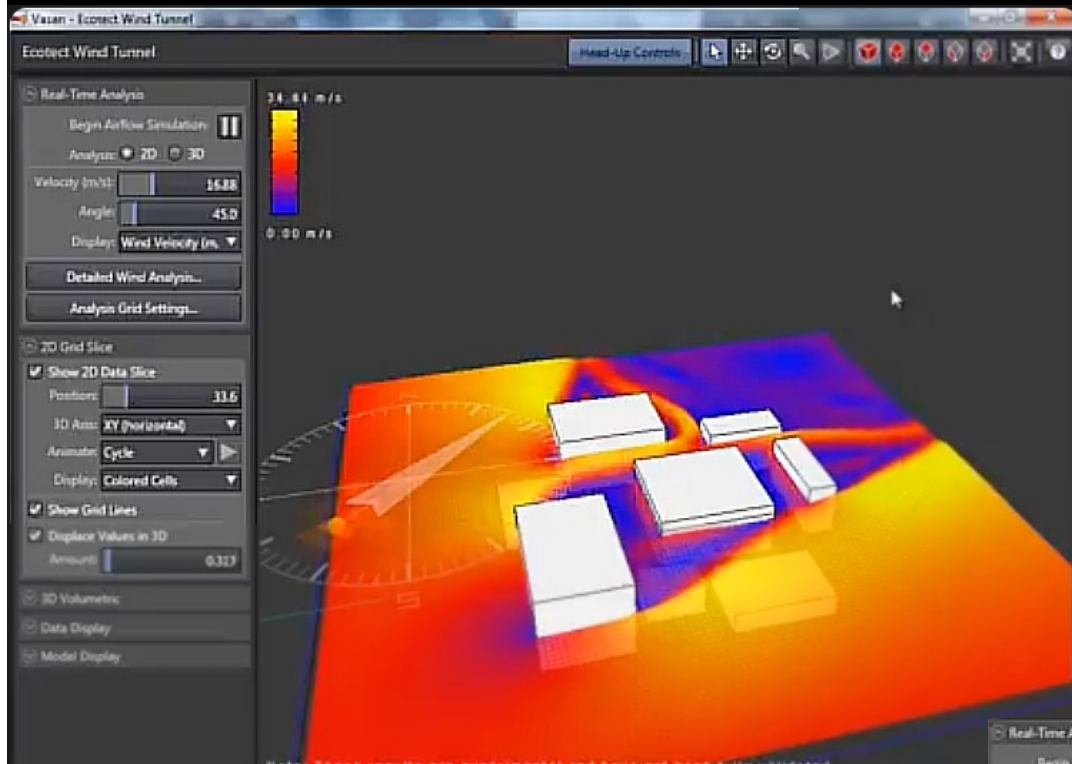 Vasari - Ecotect Wind Tunnel
Ecotect Wind Tunnel
Head-Up Controls
Real-Time Analysis
Begin Airflow Simulation:
Analysis: 2D 3D
Velocity (m/s): 16.88
Angle: 45.0
Display: Wind Velocity (m,
Detailed Wind Analysis...
Analysis Grid Settings...
2D Grid Slice
Show 2D Data Slice
Position: 33.6
3D Axis: XY (horizontal)
Animate: Cycle
Display: Colored Cells
Show Grid Lines
Displace Values in 3D
Amount: 0.317
3D Volumetric
Data Display
Model Display
m/s
0.00 m/s
Real-Time A
Begin